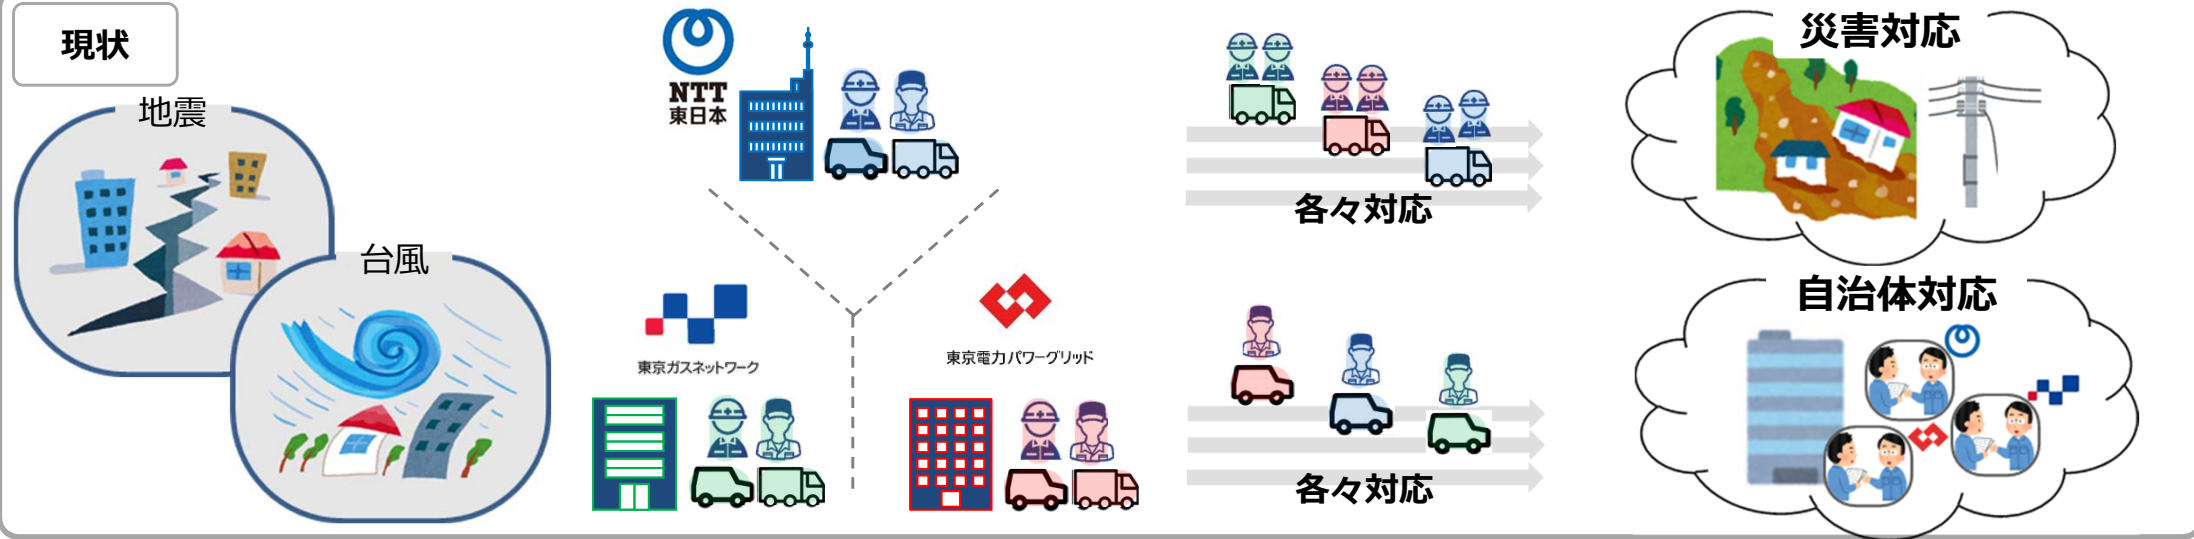 現状
地震
台風
NTT
東日本
東京ガスネットワーク
東京電力パワーグリッド
各々対応
各々対応
災害対応
自治体対応